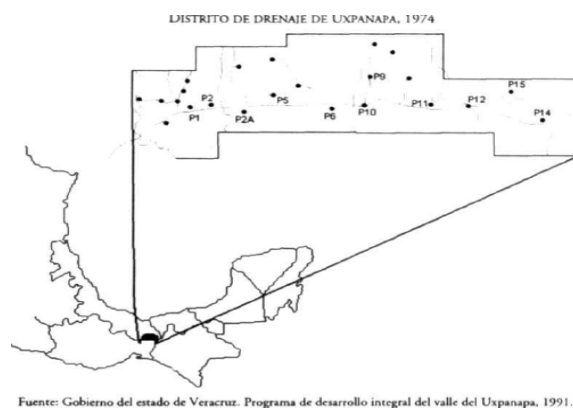 DISTRITO DE DRENAJE DE UXPANAPA, 1974
P15
P9
P2
P5
P1
P2A
P6
P10
P11
P12
P14
Fuente: Gobierno del estado de Veracruz. Programa de desarrollo integral del valle del Uxpanapa, 1991.